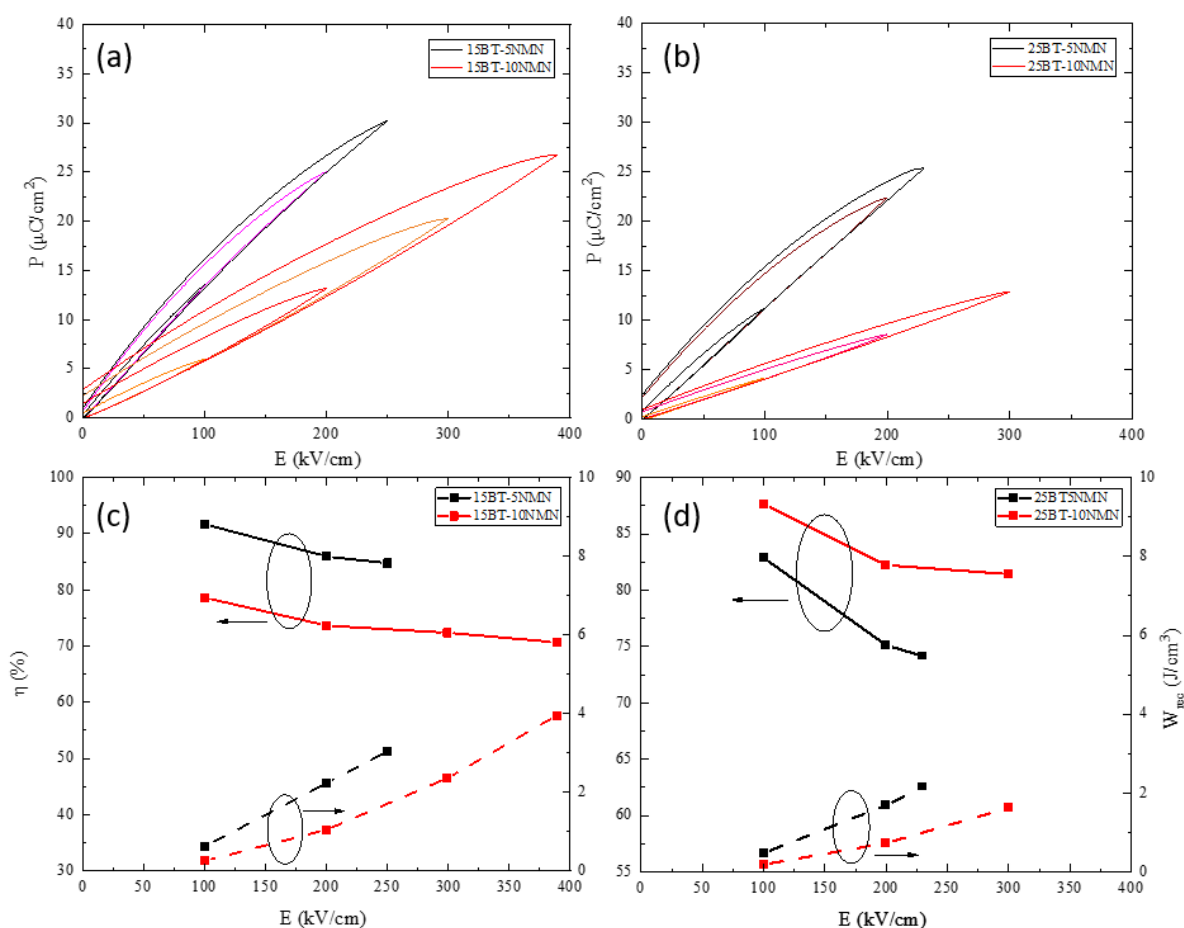 (a)
15BT-5NMN
15BT-10NMN
40
35
30
25
20
15
10
5
0
P (μC/cm²)
0 100 200 300 400
E (kV/cm)
(b)
25BT-5NMN
25BT-10NMN
40
35
30
25
20
15
10
5
0
P (μC/cm²)
0 100 200 300 400
E (kV/cm)
(c)
15BT-5NMN
15BT-10NMN
100
90
80
70
60
50
40
30
η (%)
10
8
6
4
2
0
0 50 100 150 200 250 300 350 400
E (kV/cm)
(d)
25BT5NMN
25BT-10NMN
90
85
80
75
70
65
60
55
10
8
6
4
2
0
W_rec (J/cm³)
0 50 100 150 200 250 300 350 400
E (kV/cm)